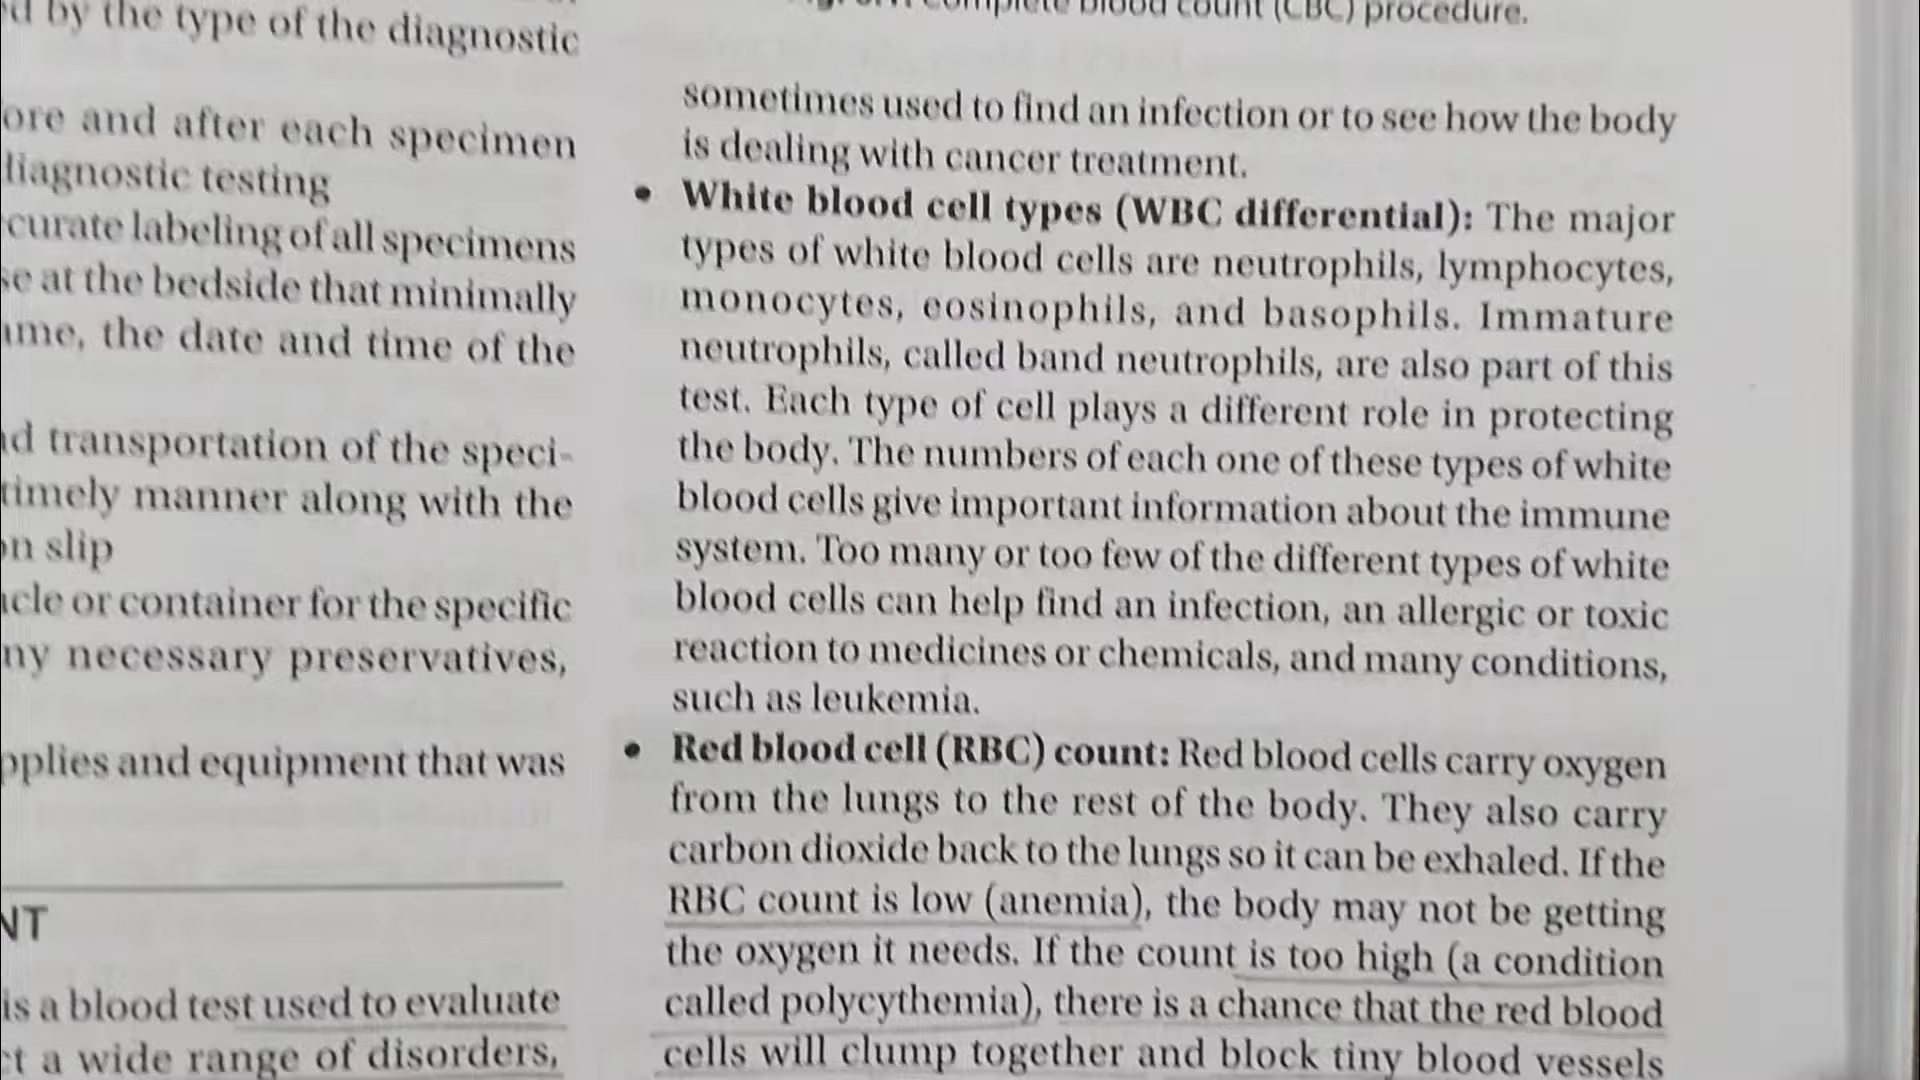 by the type of the diagnostic
and after each specimen
diagnostic testing
labeling of all specimens
at the bedside that minimally
the date and time of the
transportation of the speci-
timely manner along with the
slip
or container for the specific
necessary preservatives,
and equipment that was
is a blood test used to evaluate
a wide range of disorders,
complete blood count (CBC) procedure.
sometimes used to find an infection or to see how the body
is dealing with cancer treatment.
• White blood cell types (WBC differential): The major
types of white blood cells are neutrophils, lymphocytes,
monocytes, eosinophils, and basophils. Immature
neutrophils, called band neutrophils, are also part of this
test. Each type of cell plays a different role in protecting
the body. The numbers of each one of these types of white
blood cells give important information about the immune
system. Too many or too few of the different types of white
blood cells can help find an infection, an allergic or toxic
reaction to medicines or chemicals, and many conditions,
such as leukemia.
• Red blood cell (RBC) count: Red blood cells carry oxygen
from the lungs to the rest of the body. They also carry
carbon dioxide back to the lungs so it can be exhaled. If the
RBC count is low (anemia), the body may not be getting
the oxygen it needs. If the count is too high (a condition
called polycythemia), there is a chance that the red blood
cells will clump together and block tiny blood vessels